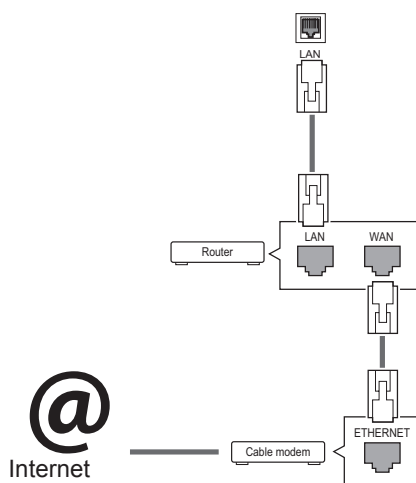 LAN
LAN WAN
Router
ETHERNET
@
Cable modem
Internet